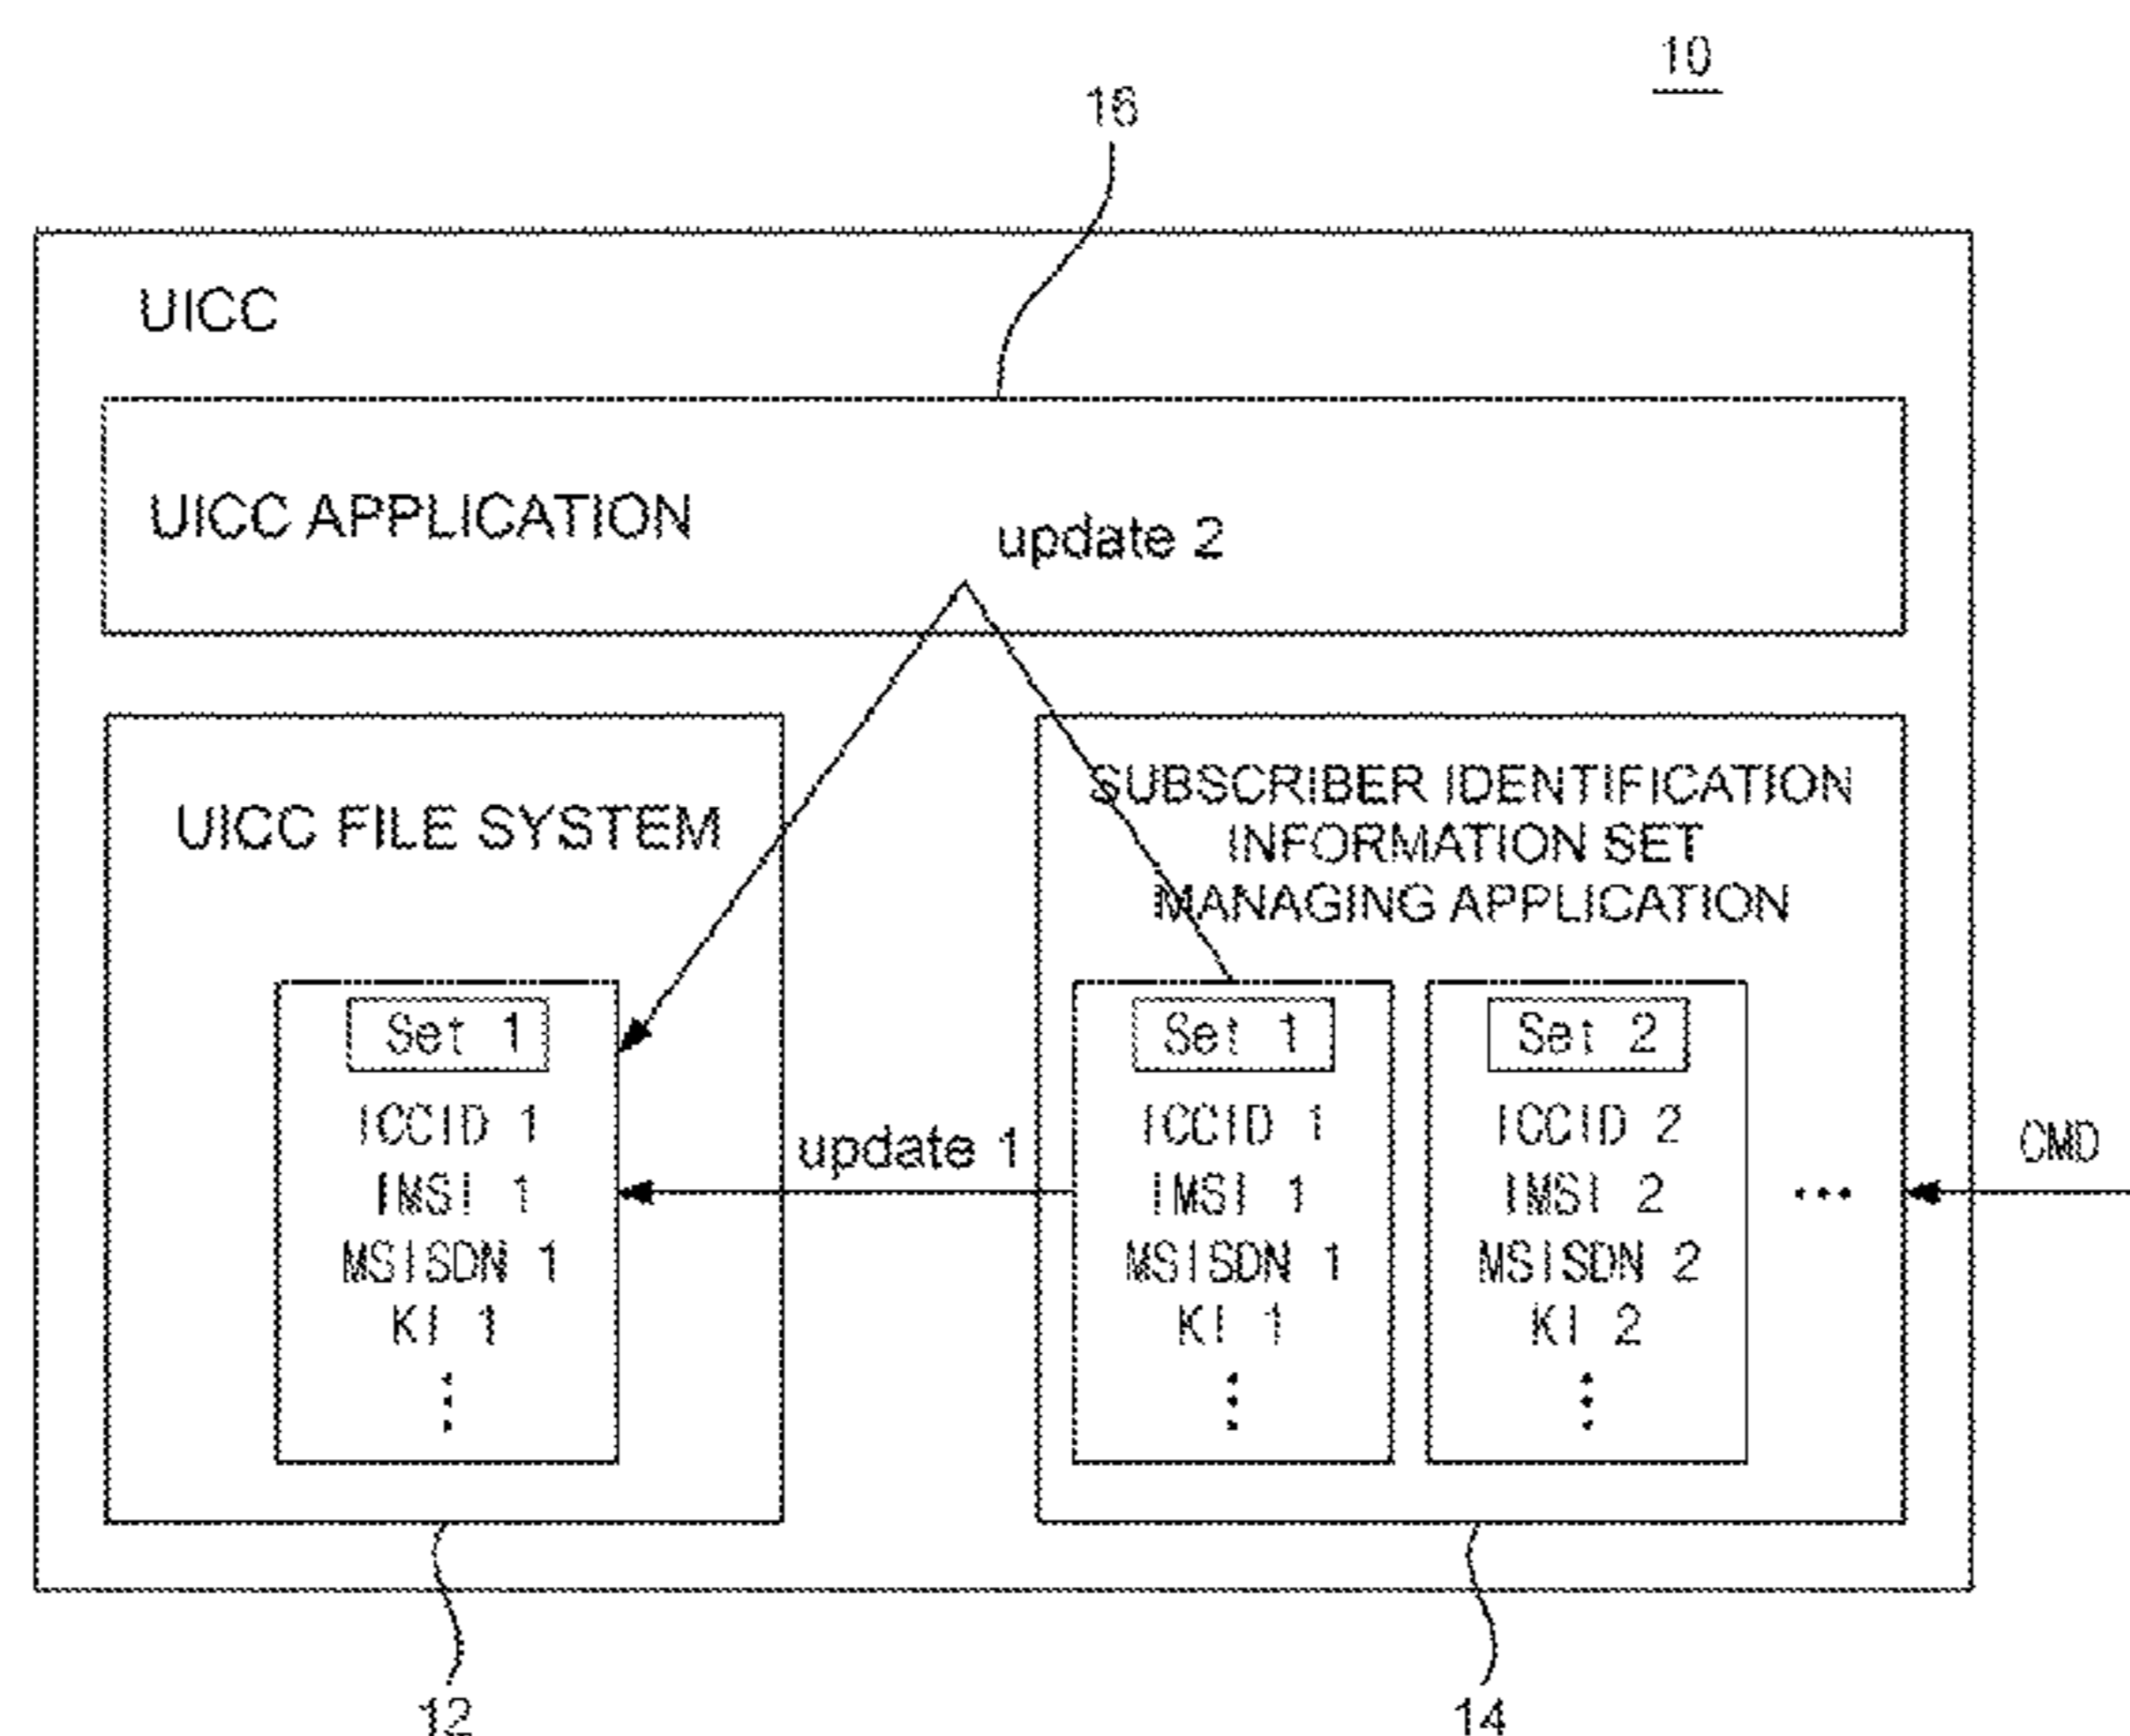 10
16
UICC
UICC APPLICATION
update 2
UICC FILE SYSTEM
Set 1
ICCID 1
IMSI 1
MSISDN 1
KI 1
update 1
SUBSCRIBER IDENTIFICATION
INFORMATION SET
MANAGING APPLICATION
Set 1
ICCID 1
IMSI 1
MSISDN 1
KI 1
Set 2
ICCID 2
IMSI 2
MSISDN 2
KI 2
...
CMD
12
14